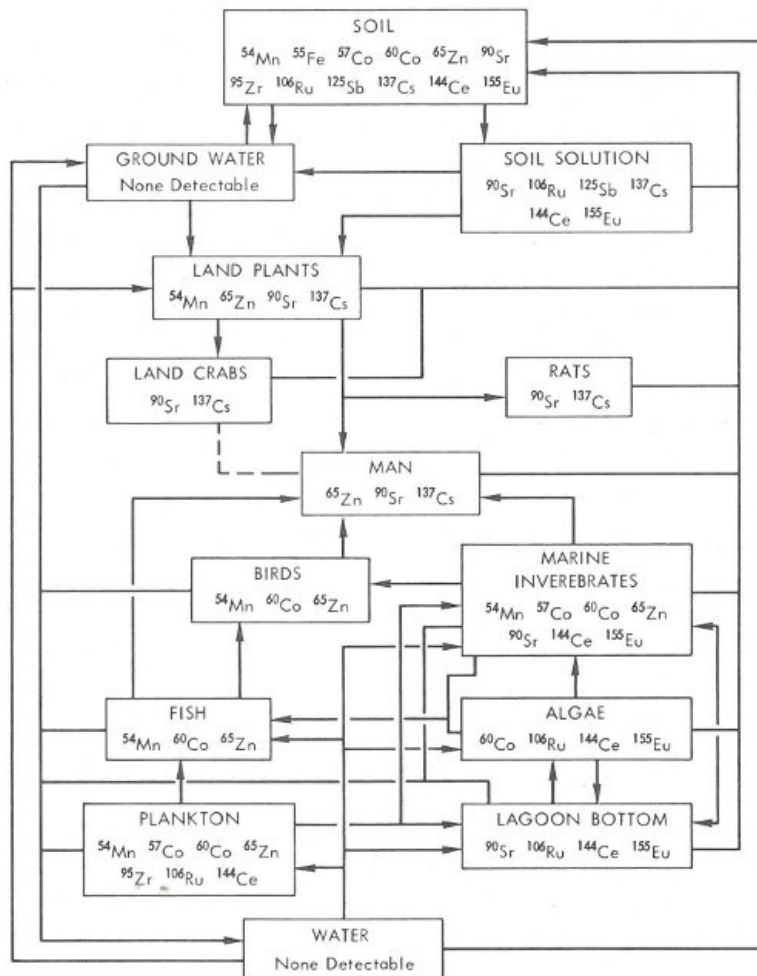 SOIL
⁵⁴Mn ⁵⁵Fe ⁵⁷Co ⁶⁰Co ⁶⁵Zn ⁹⁰Sr
⁹⁵Zr ¹⁰⁶Ru ¹²⁵Sb ¹³⁷Cs ¹⁴⁴Ce ¹⁵⁵Eu
GROUND WATER
None Detectable
SOIL SOLUTION
⁹⁰Sr ¹⁰⁶Ru ¹²⁵Sb ¹³⁷Cs
¹⁴⁴Ce ¹⁵⁵Eu
LAND PLANTS
⁵⁴Mn ⁶⁵Zn ⁹⁰Sr ¹³⁷Cs
LAND CRABS
⁹⁰Sr ¹³⁷Cs
RATS
⁹⁰Sr ¹³⁷Cs
MAN
⁶⁵Zn ⁹⁰Sr ¹³⁷Cs
BIRDS
⁵⁴Mn ⁶⁰Co ⁶⁵Zn
MARINE
INVEREBRATES
⁵⁴Mn ⁵⁷Co ⁶⁰Co ⁶⁵Zn
⁹⁰Sr ¹⁴⁴Ce ¹⁵⁵Eu
FISH
⁵⁴Mn ⁶⁰Co ⁶⁵Zn
ALGAE
⁶⁰Co ¹⁰⁶Ru ¹⁴⁴Ce ¹⁵⁵Eu
PLANKTON
⁵⁴Mn ⁵⁷Co ⁶⁰Co ⁶⁵Zn
⁹⁵Zr ¹⁰⁶Ru ¹⁴⁴Ce
LAGOON BOTTOM
⁹⁰Sr ¹⁰⁶Ru ¹⁴⁴Ce ¹⁵⁵Eu
WATER
None Detectable